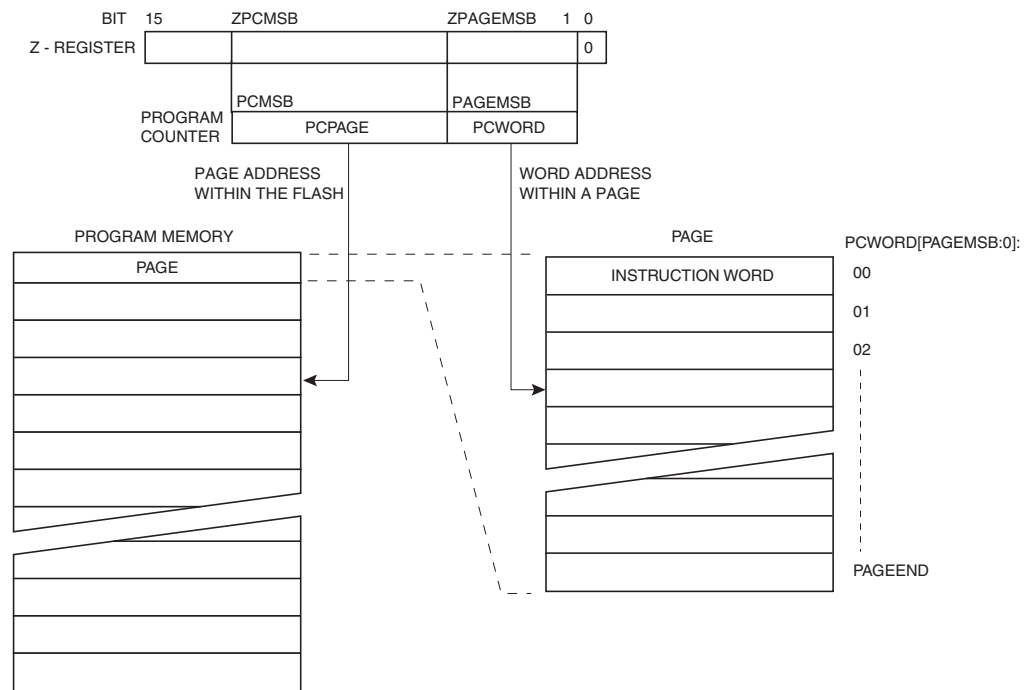 BIT 15 ZPCMSB ZPAGEMSB 1 0
Z - REGISTER 0
PCMSB PAGEMSB
PROGRAM
COUNTER
PCPAGE PCWORD
PAGE ADDRESS
WITHIN THE FLASH
WORD ADDRESS
WITHIN A PAGE
PROGRAM MEMORY
PAGE
PAGE
PCWORD[PAGEMSB:0]:
INSTRUCTION WORD
00
01
02
PAGEEND